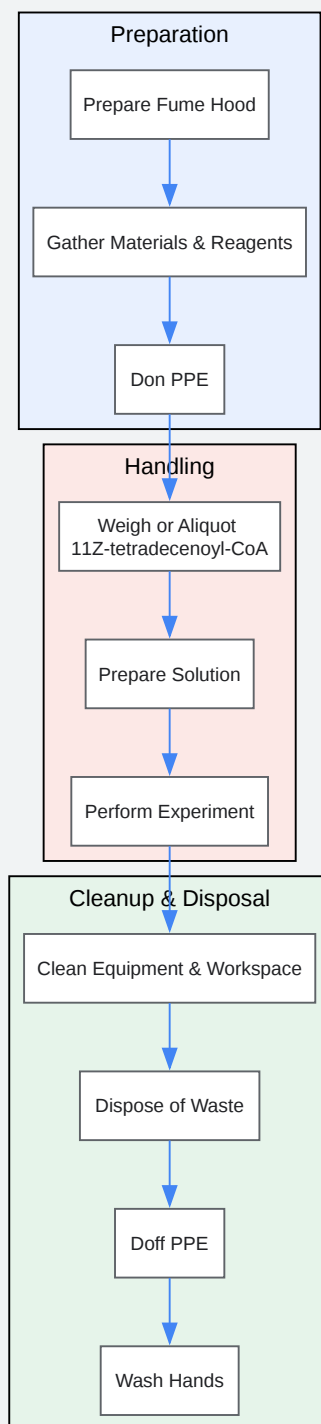 Preparation
Prepare Fume Hood
Gather Materials & Reagents
Don PPE
Handling
Weigh or Aliquot
11Z-tetradecenoyl-CoA
Prepare Solution
Perform Experiment
Cleanup & Disposal
Clean Equipment & Workspace
Dispose of Waste
Doff PPE
Wash Hands